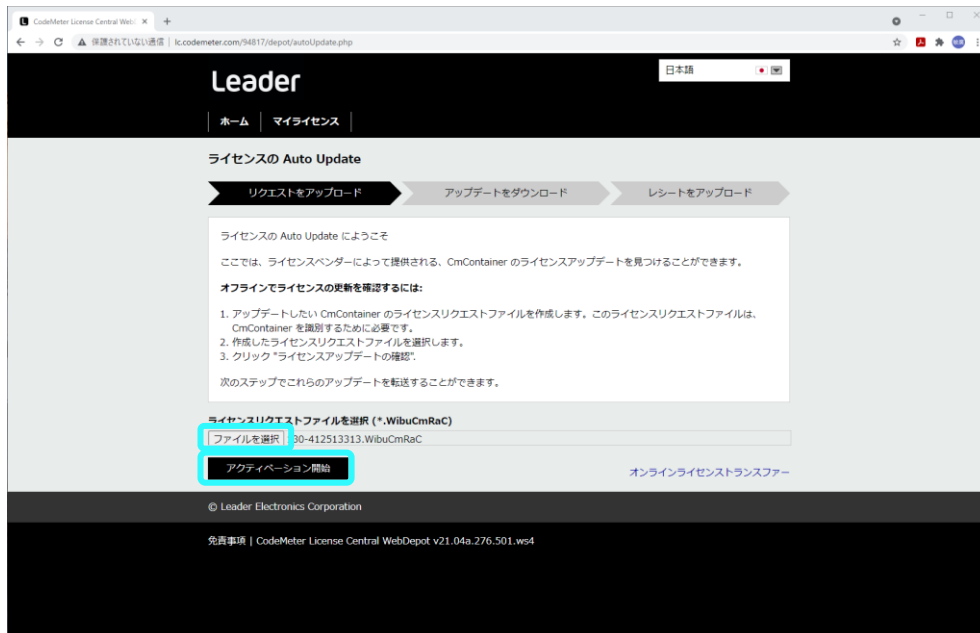 CodeMeter License Central Web
保護されていない通信 | lc.codemeter.com/94817/depot/autoUpdate.php
Leader
日本語
ホーム
マイライセンス
ライセンスの Auto Update
リクエストをアップロード
アップデートをダウンロード
レシートをアップロード
ライセンスの Auto Update にようこそ
ここでは、ライセンスベンダーによって提供される、CmContainer のライセンスアップデートを見つけることができます。
オフラインでライセンスの更新を確認するには:
1. アップデートしたい CmContainer のライセンスリクエストファイルを作成します。このライセンスリクエストファイルは、
CmContainer を識別するために必要です。
2. 作成したライセンスリクエストファイルを選択します。
3. クリック "ライセンスアップデートの確認".
次のステップでこれらのアップデートを転送することができます。
ライセンスリクエストファイルを選択 (*.WibuCmRaC)
ファイルを選択 30-412513313.WibuCmRaC
アクティベーション開始
オンラインライセンストランスファー
© Leader Electronics Corporation
免責事項 | CodeMeter License Central WebDepot v21.04a.276.501.ws4